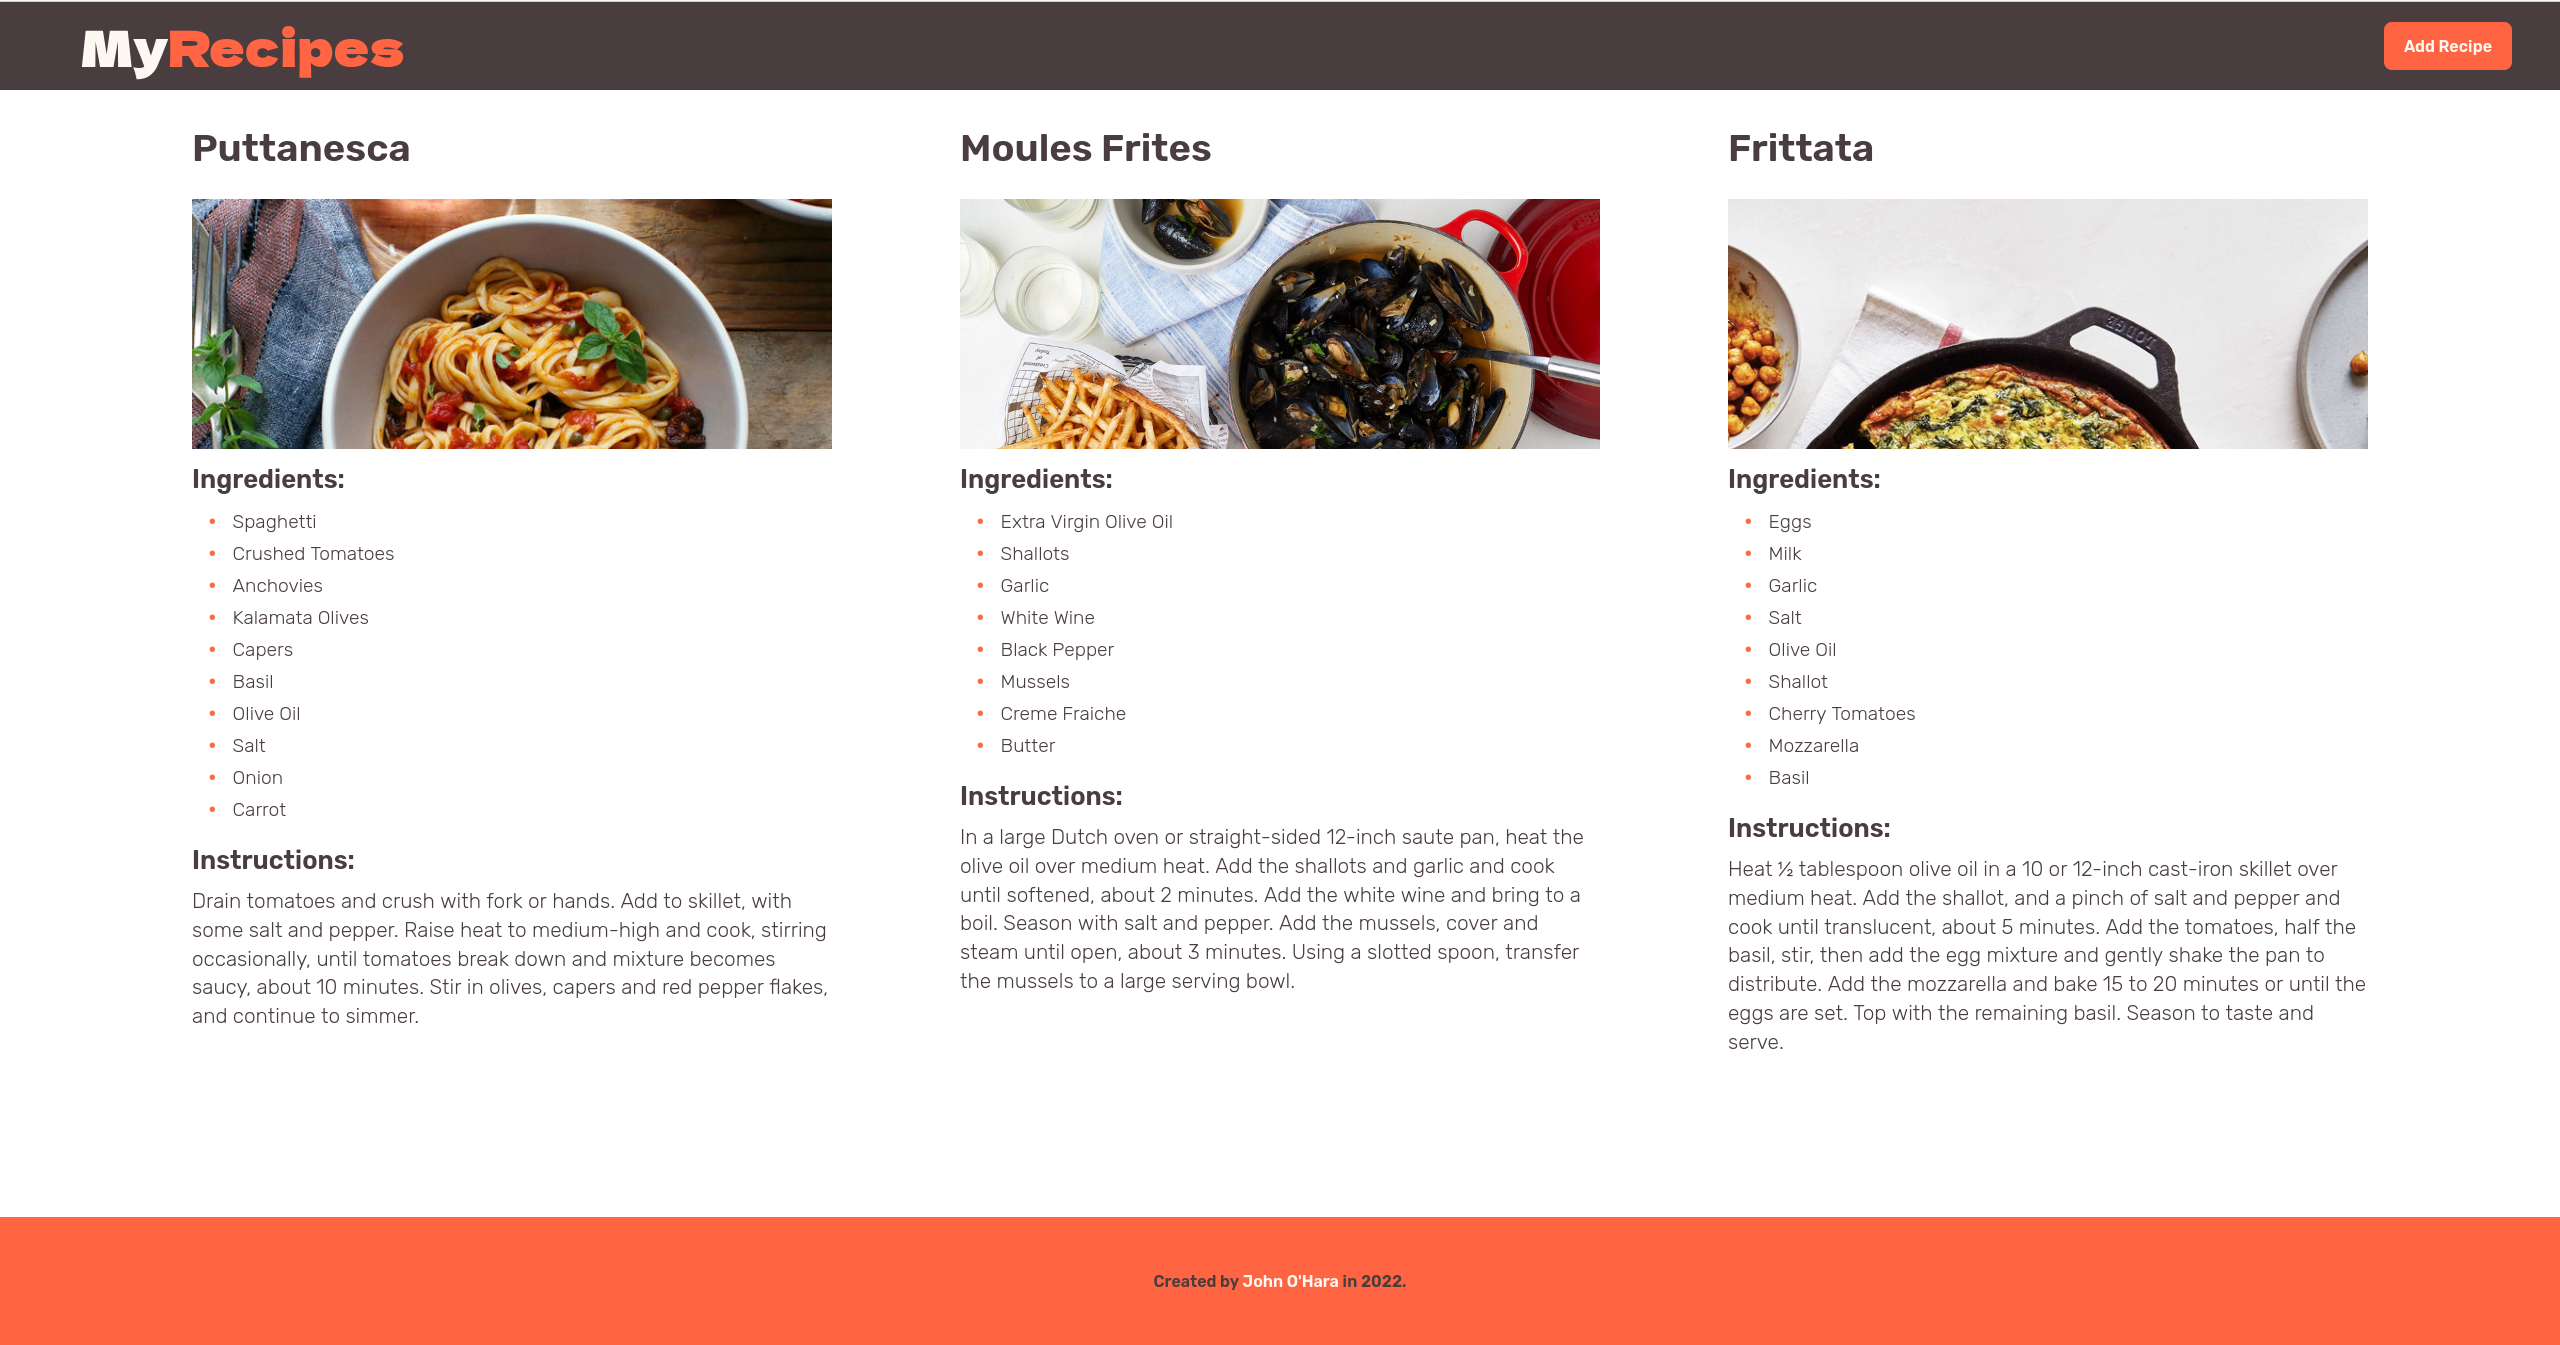 MyRecipes
Add Recipe
Puttanesca
Ingredients:
Spaghetti
Crushed Tomatoes
Anchovies
Kalamata Olives
Capers
Basil
Olive Oil
Salt
Onion
Carrot
Instructions:
Drain tomatoes and crush with fork or hands. Add to skillet, with
some salt and pepper. Raise heat to medium-high and cook, stirring
occasionally, until tomatoes break down and mixture becomes
saucy, about 10 minutes. Stir in olives, capers and red pepper flakes,
and continue to simmer.
Moules Frites
Ingredients:
Extra Virgin Olive Oil
Shallots
Garlic
White Wine
Black Pepper
Mussels
Creme Fraiche
Butter
Instructions:
In a large Dutch oven or straight-sided 12-inch saute pan, heat the
olive oil over medium heat. Add the shallots and garlic and cook
until softened, about 2 minutes. Add the white wine and bring to a
boil. Season with salt and pepper. Add the mussels, cover and
steam until open, about 3 minutes. Using a slotted spoon, transfer
the mussels to a large serving bowl.
Frittata
LODGE
Ingredients:
Eggs
Milk
Garlic
Salt
Olive Oil
Shallot
Cherry Tomatoes
Mozzarella
Basil
Instructions:
Heat ½ tablespoon olive oil in a 10 or 12-inch cast-iron skillet over
medium heat. Add the shallot, and a pinch of salt and pepper and
cook until translucent, about 5 minutes. Add the tomatoes, half the
basil, stir, then add the egg mixture and gently shake the pan to
distribute. Add the mozzarella and bake 15 to 20 minutes or until the
eggs are set. Top with the remaining basil. Season to taste and
serve.
Created by John O'Hara in 2022.